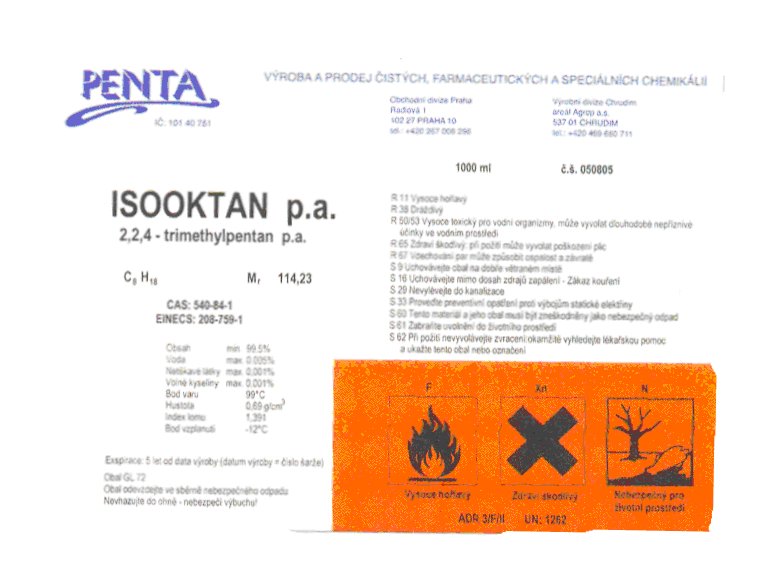 PENTA
IČ: 101 40 751
VÝROBA A PRODEJ ČISTÝCH, FARMACEUTICKÝCH A SPECIÁLNÍCH CHEMIKÁLIÍ
Obchodní divize Praha
Radiová 1
102 27 PRAHA 10
tel.: +420 267 008 298
Výrobní divize Chrudim
areál Agrop a.s.
537 01 CHRUDIM
tel.: +420 469 660 711
1000 ml
č.š. 050805
ISOOKTAN p.a.
2,2,4 - trimethylpentan p.a.
C8 H18 Mr 114,23
CAS: 540-84-1
EINECS: 208-759-1
Obsah min. 99.5%
Voda max. 0.005%
Netěkavé látky max. 0,001%
Volné kyseliny max. 0,001%
Bod varu 99°C
Hustota 0,69 g/cm3
Index lomu 1,391
Bod vzplanutí -12°C
Exspirace: 5 let od data výroby (datum výroby = číslo šarže)
Obal GL 72
Obal odevzdejte ve sběrně nebezpečného odpadu
Nevhazujte do ohně - nebezpečí výbuchu!
R 11 Vysoce hořlavý
R 38 Dráždivý
R 50/53 Vysoce toxický pro vodní organizmy, může vyvolat dlouhodobé nepříznivé
účinky ve vodním prostředí
R 65 Zdraví škodlivý: při požití může vyvolat poškození plic
R 67 Vdechování par může způsobit ospalost a závratě
S 9 Uchovávejte obal na dobře větraném místě
S 16 Uchovávejte mimo dosah zdrojů zapálení - Zákaz kouření
S 29 Nevylévejte do kanalizace
S 33 Proveďte preventivní opatření proti výbojům statické elektřiny
S 60 Tento materiál a jeho obal musí být zneškodněny jako nebezpečný odpad
S 61 Zabraňte uvolnění do životního prostředí
S 62 Při požití nevyvolávejte zvracení:okamžitě vyhledejte lékařskou pomoc
a ukažte tento obal nebo označení
F
Xn
N
Vysoce hořlavý
Zdraví škodlivý
Nebezpečný pro
životní prostředí
ADR 3/F/II UN: 1262